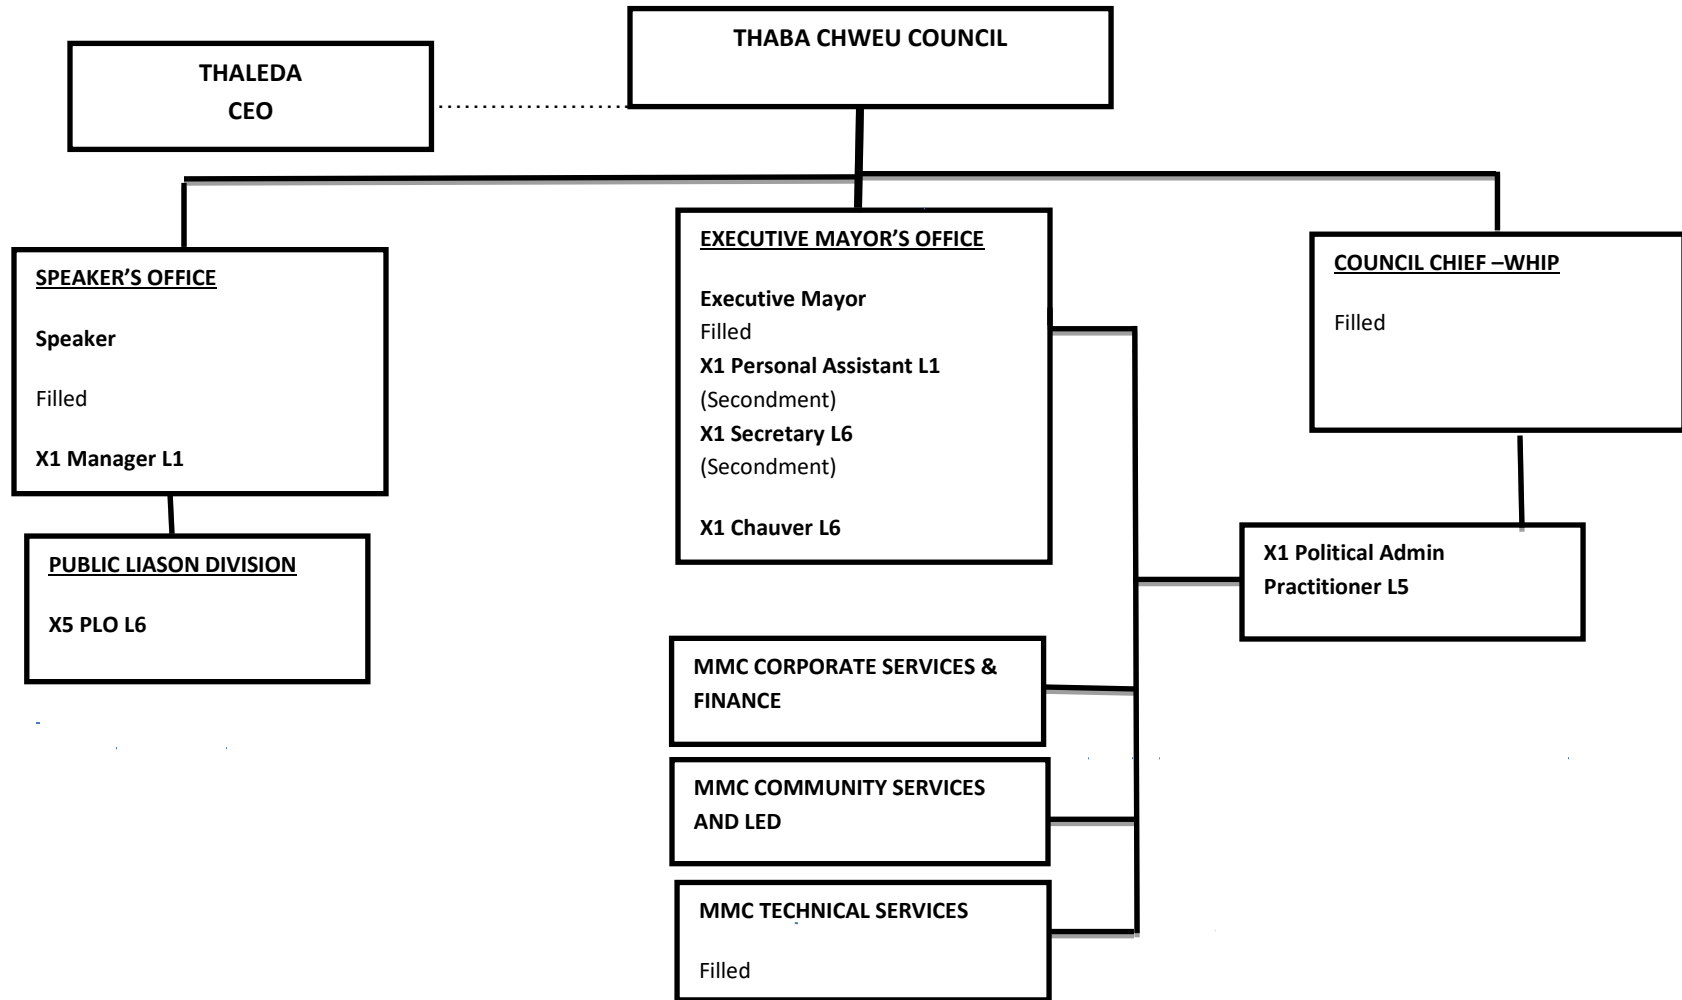 THABA CHWEU COUNCIL
THALEDA
CEO
SPEAKER’S OFFICE
Speaker
Filled
X1 Manager L1
PUBLIC LIASON DIVISION
X5 PLO L6
EXECUTIVE MAYOR’S OFFICE
Executive Mayor
Filled
X1 Personal Assistant L1
(Secondment)
X1 Secretary L6
(Secondment)
X1 Chauver L6
COUNCIL CHIEF –WHIP
Filled
X1 Political Admin
Practitioner L5
MMC CORPORATE SERVICES &
FINANCE
MMC COMMUNITY SERVICES
AND LED
MMC TECHNICAL SERVICES
Filled